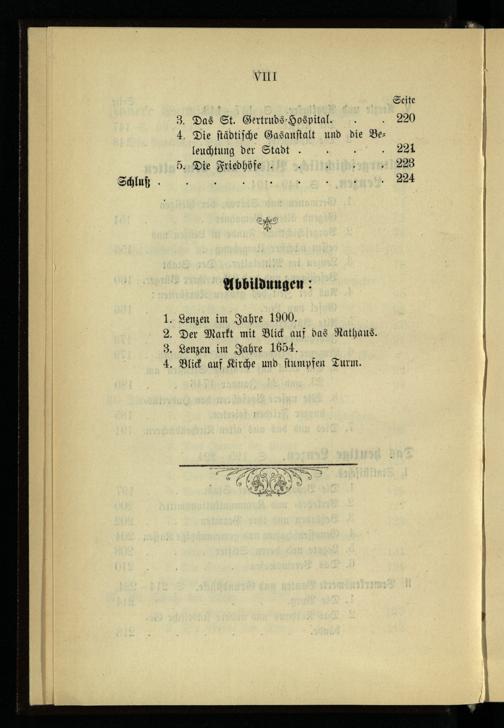 VIII
Seite
3. Das St. Gertruds-Hospital. . . 220
4. Die städtische Gasanstalt und die Be-
leuchtung der Stadt . . . . 221
5. Die Friedhöfe . . . . . 223
Schluß . . . . . . . . . . 224
Abbildungen:
1. Lenzen im Jahre 1900.
2. Der Markt mit Blick auf das Rathaus.
3. Lenzen im Jahre 1654.
4. Blick auf Kirche und stumpfen Turm.